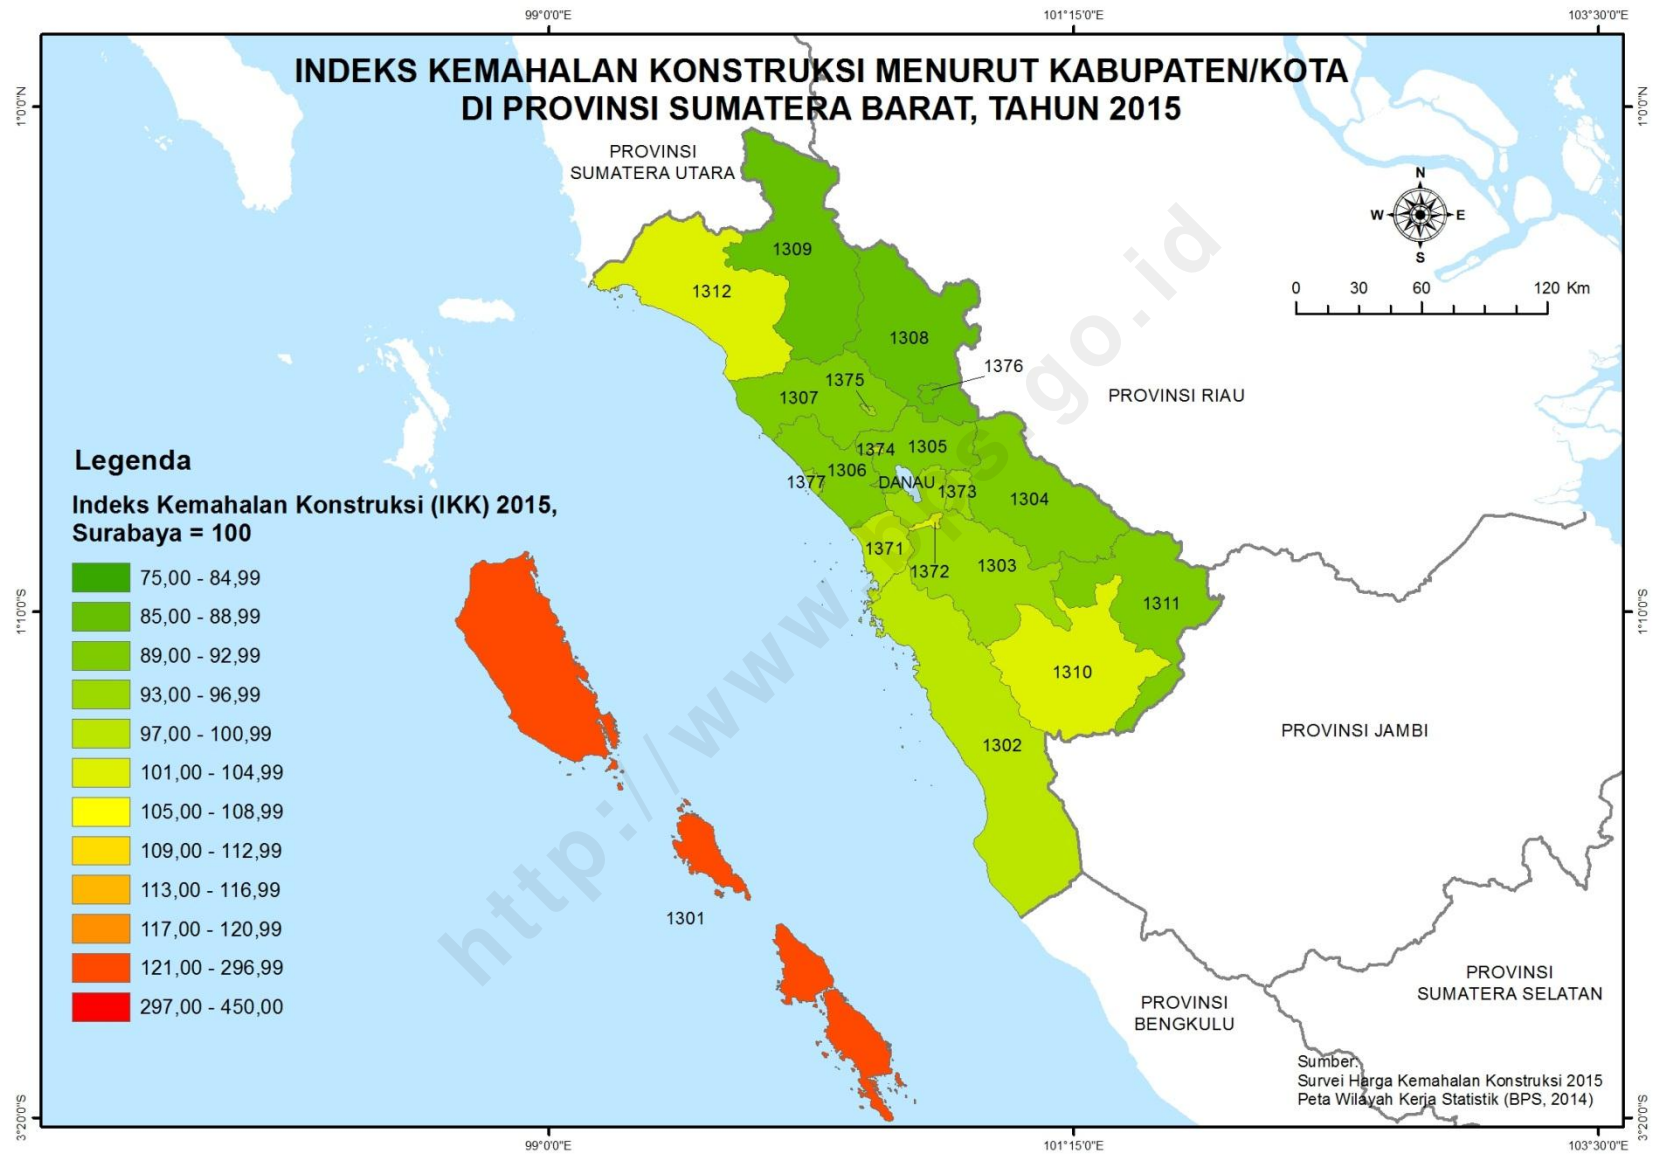 99°0'0"E 101°15'0"E 103°30'0"E
INDEKS KEMAHALAN KONSTRUKSI MENURUT KABUPATEN/KOTA
DI PROVINSI SUMATERA BARAT, TAHUN 2015
1°0'0"N
1°0'0"N
PROVINSI
SUMATERA UTARA
N
W E
S
0 30 60 120 Km
1309
1312
1308
1376
1375
1307
PROVINSI RIAU
1374
1305
1306
1377
DANAU
1373
1304
1371
1372
1303
1311
1310
1302
1301
PROVINSI JAMBI
Legenda
Indeks Kemahalan Konstruksi (IKK) 2015,
Surabaya = 100
75,00 - 84,99
85,00 - 88,99
89,00 - 92,99
93,00 - 96,99
97,00 - 100,99
101,00 - 104,99
105,00 - 108,99
109,00 - 112,99
113,00 - 116,99
117,00 - 120,99
121,00 - 296,99
297,00 - 450,00
1°10'0"S
1°10'0"S
PROVINSI
SUMATERA SELATAN
PROVINSI
BENGKULU
Sumber:
Survei Harga Kemahalan Konstruksi 2015
Peta Wilayah Kerja Statistik (BPS, 2014)
3°20'0"S
3°20'0"S
99°0'0"E 101°15'0"E 103°30'0"E
http://www.bps.go.id